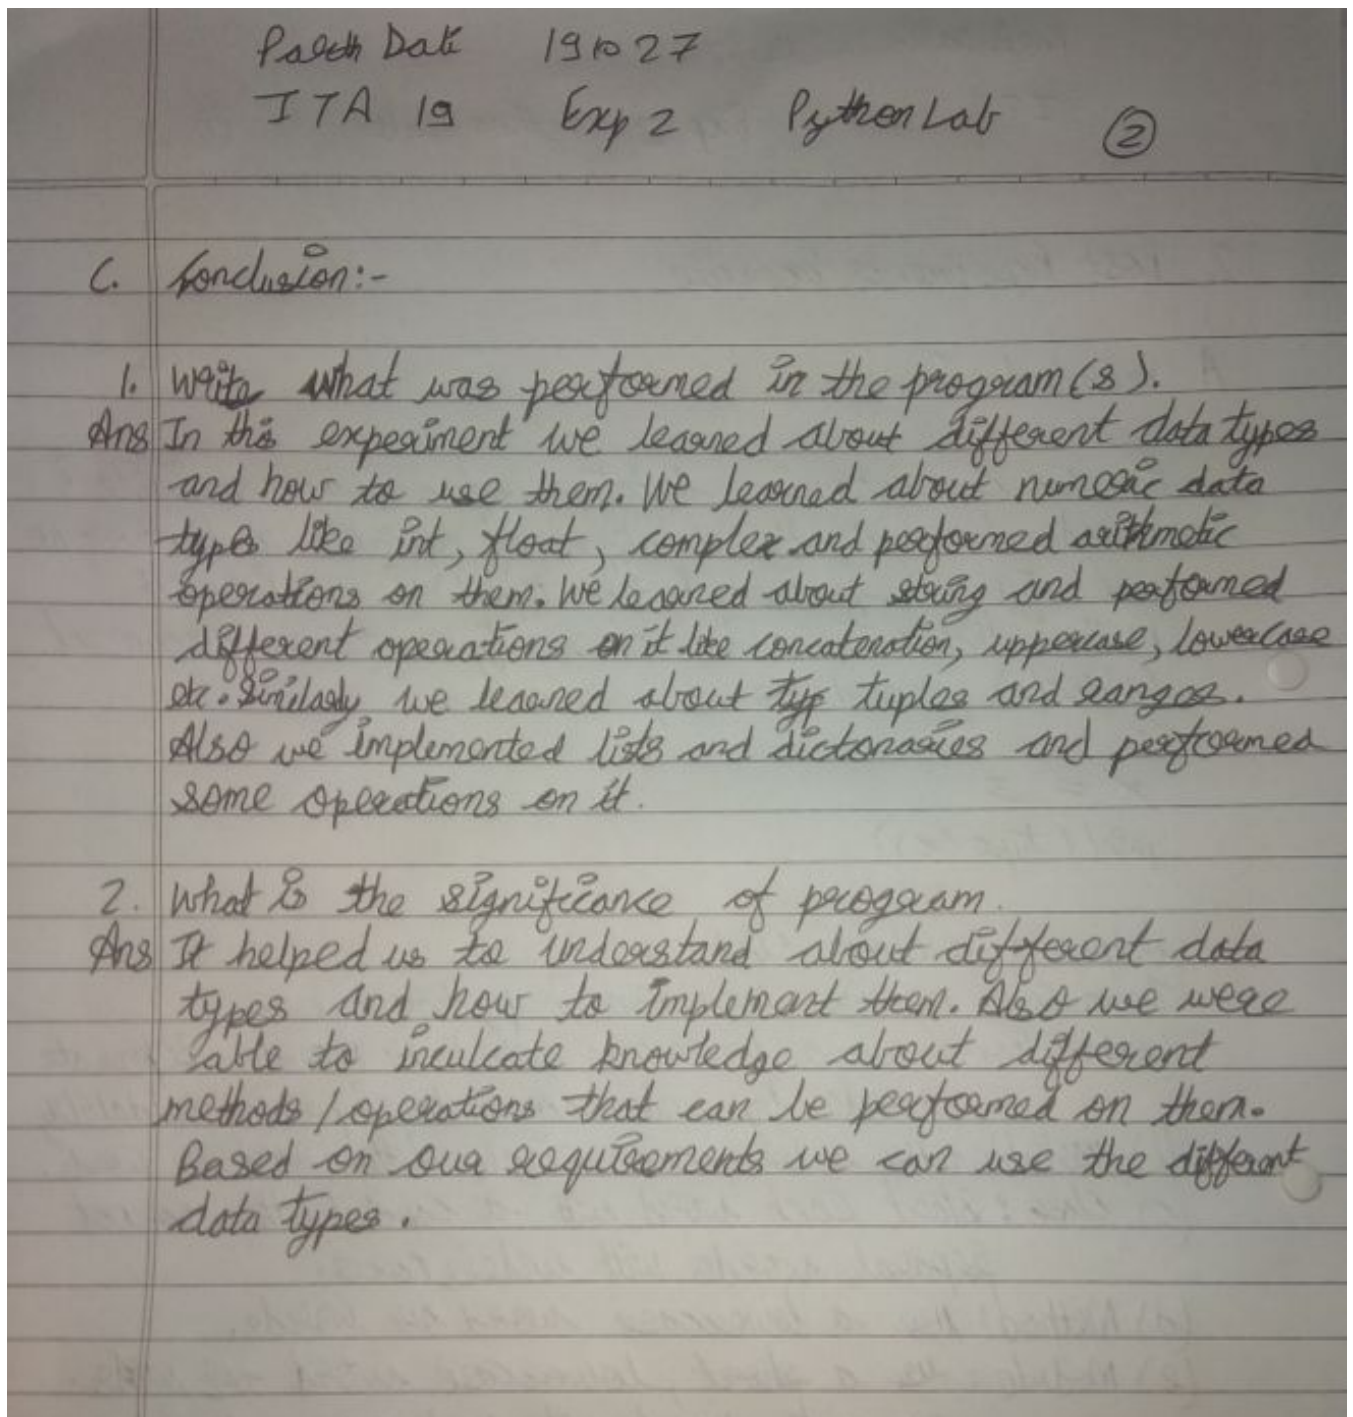 Parth Date 191027
ITA 19 Exp 2 Python Lab 2
C. Conclusion:-
1. Write what was performed in the program(s).
Ans In this experiment we learned about different data types
and how to use them. We learned about numeric data
types like int, float, complex and performed arithmetic
operations on them. We learned about string and performed
different operations on it like concatenation, uppercase, lowercase
etc. Similarly we learned about tuples and ranges.
Also we implemented lists and dictonaries and performed
some operations on it.
2. What is the significance of program.
Ans It helped us to understand about different data
types and how to implement them. Also we were
able to inculcate knowledge about different
methods/operations that can be performed on them.
Based on our requirements we can use the different
data types.